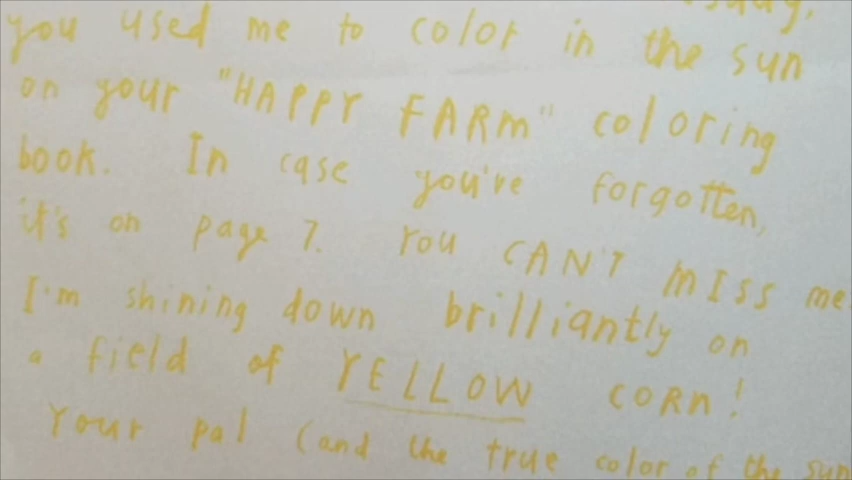 you used me to color in the sun
on your "HAPPY FARM" coloring
book. In case you're forgotten,
it's on page 7. You CAN'T MISS me.
I'm shining down brilliantly on
a field of YELLOW CORN!
Your pal (and the true color of the sun